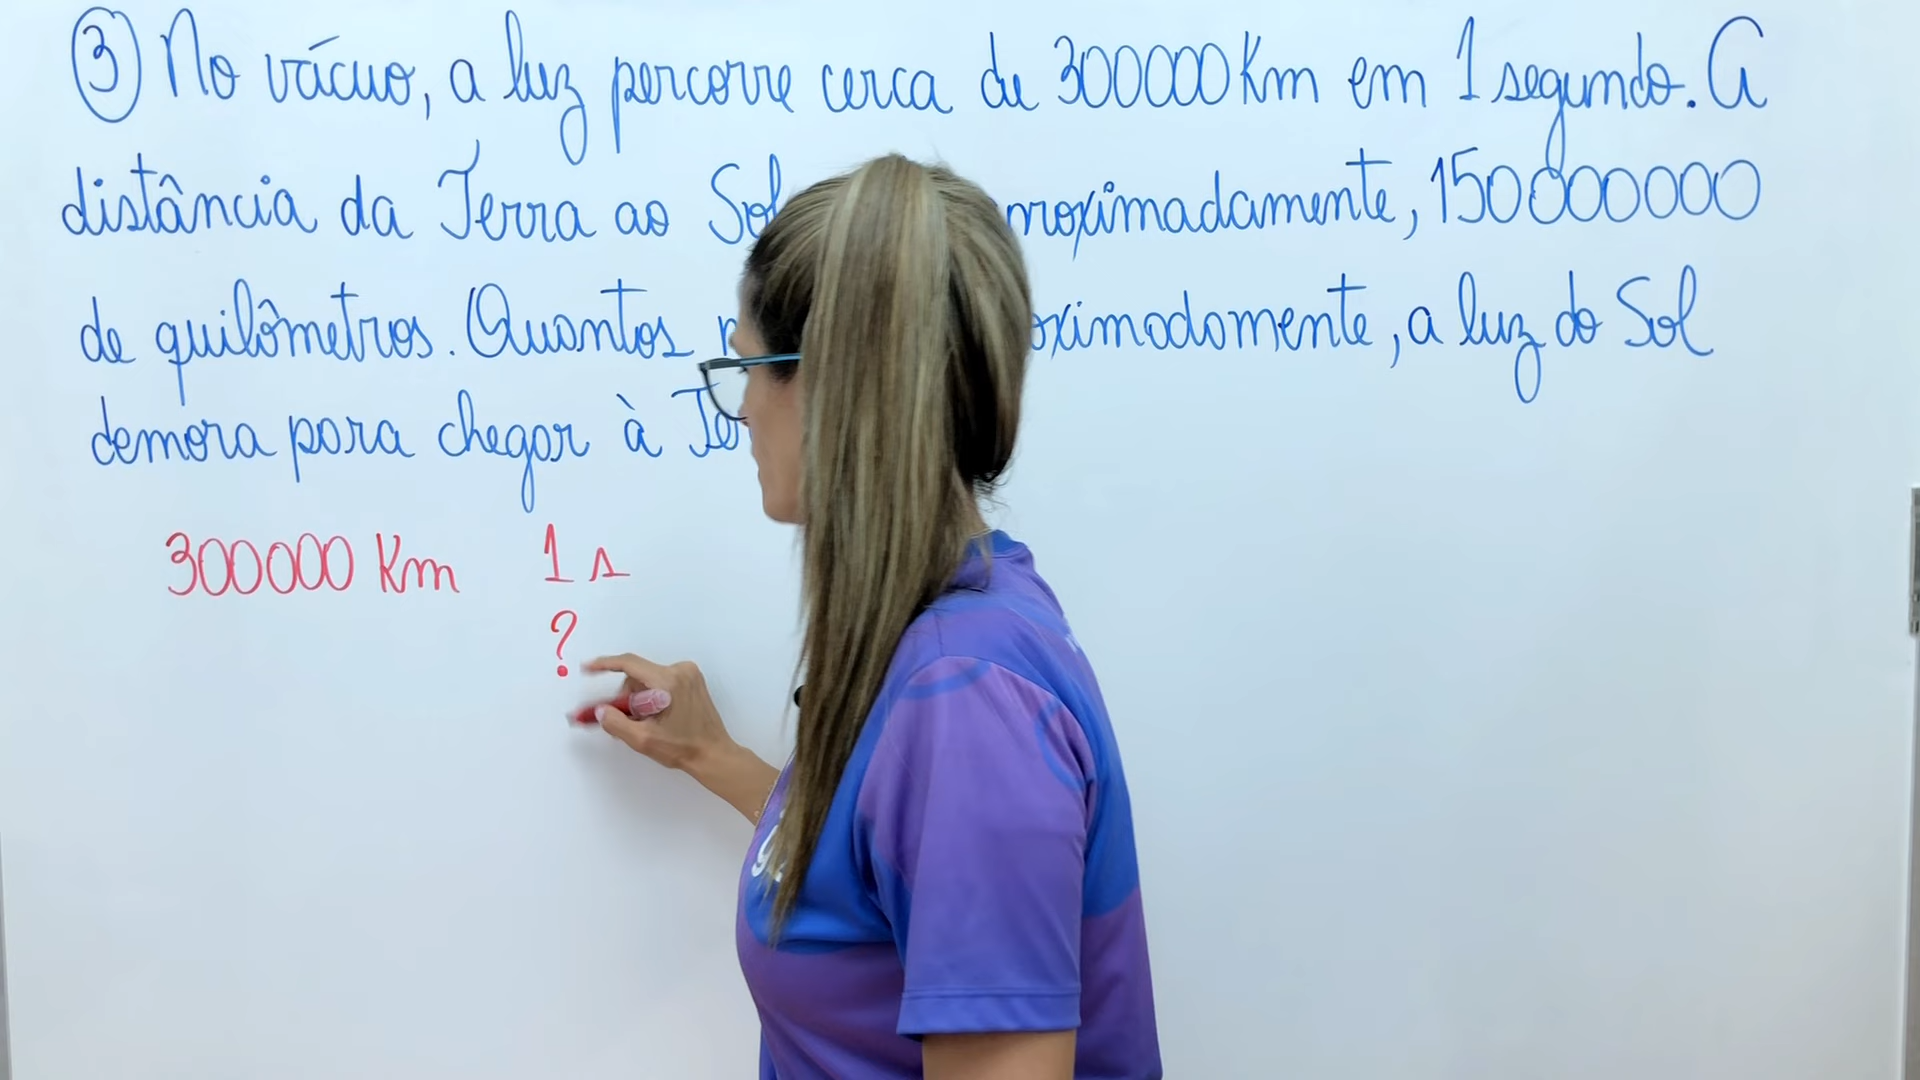 ③ No vácuo, a luz percorre cerca de 300000 Km em 1 segundo. A
distância da Terra ao Sol aproximadamente, 150000000
de quilômetros. Quantos aproximadamente, a luz do Sol
demora para chegar à
300000 Km 1 s
?